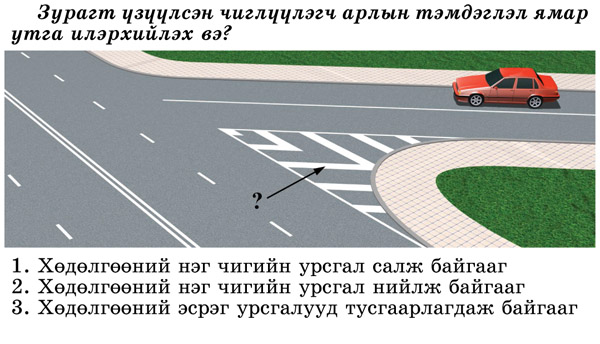 Зурагт үзүүлсэн чиглүүлэгч арлын тэмдэглэл ямар
утга илэрхийлэх вэ?
?
1. Хөдөлгөөний нэг чигийн урсгал салж байгааг
2. Хөдөлгөөний нэг чигийн урсгал нийлж байгааг
3. Хөдөлгөөний эсрэг урсгалууд тусгаарлагдаж байгааг